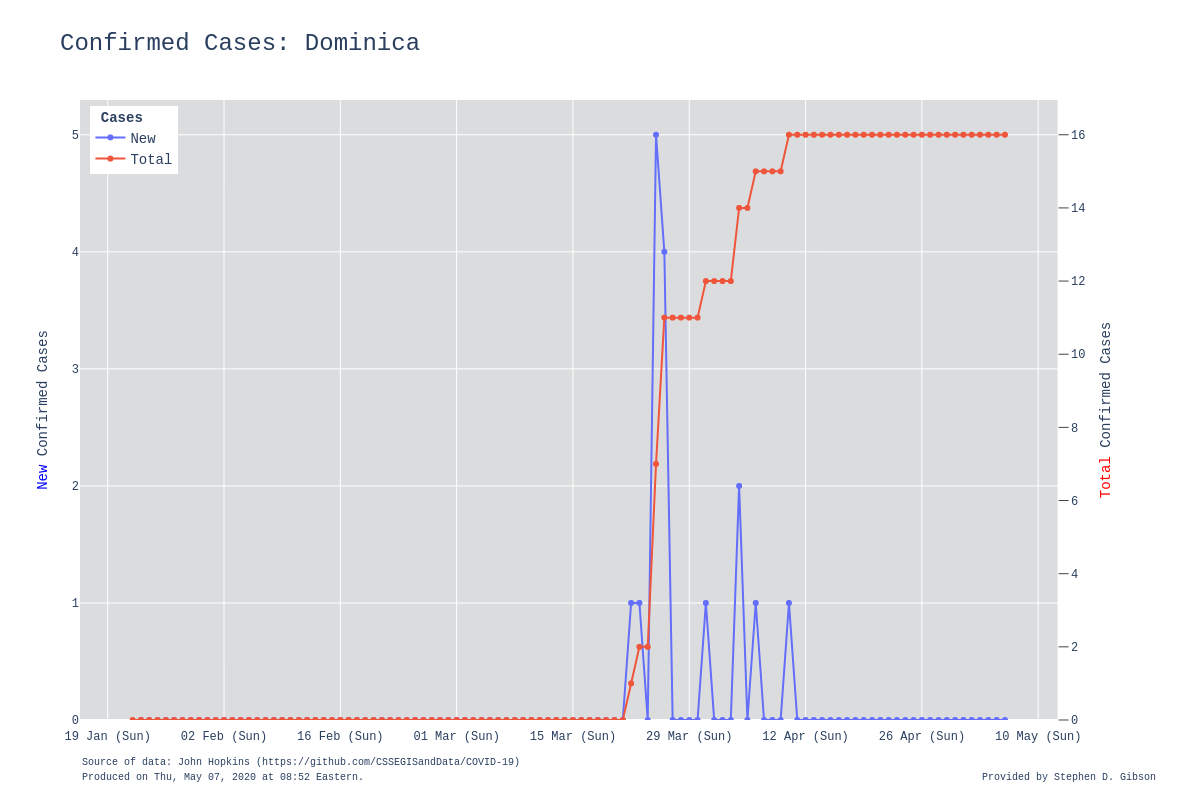 Confirmed Cases: Dominica
Cases
New
Total
5
4
3
2
1
0
New Confirmed Cases
16
14
12
10
8
6
4
2
0
Total Confirmed Cases
19 Jan (Sun) 02 Feb (Sun) 16 Feb (Sun) 01 Mar (Sun) 15 Mar (Sun) 29 Mar (Sun) 12 Apr (Sun) 26 Apr (Sun) 10 May (Sun)
Source of data: John Hopkins (https://github.com/CSSEGISandData/COVID-19)
Produced on Thu, May 07, 2020 at 08:52 Eastern.
Provided by Stephen D. Gibson